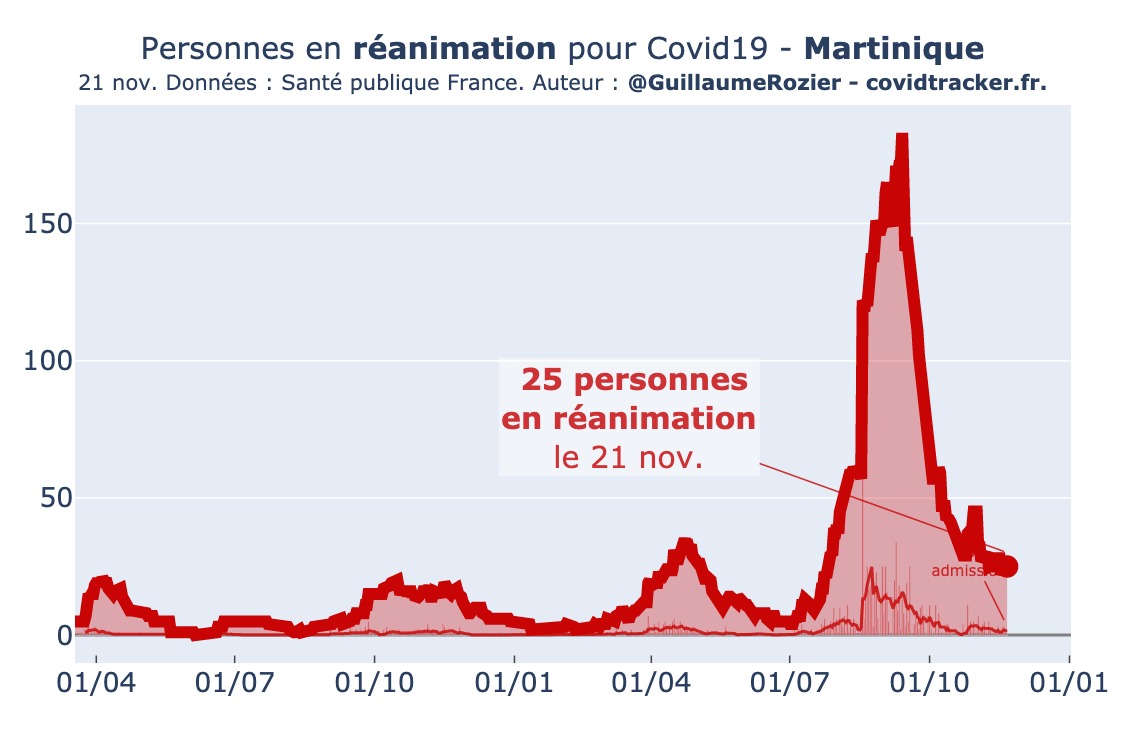 Personnes en réanimation pour Covid19 - Martinique
21 nov. Données : Santé publique France. Auteur : @GuillaumeRozier - covidtracker.fr.
150
100
50
0
25 personnes
en réanimation
le 21 nov.
01/04
01/07
01/10
01/01
01/04
01/07
01/10
01/01